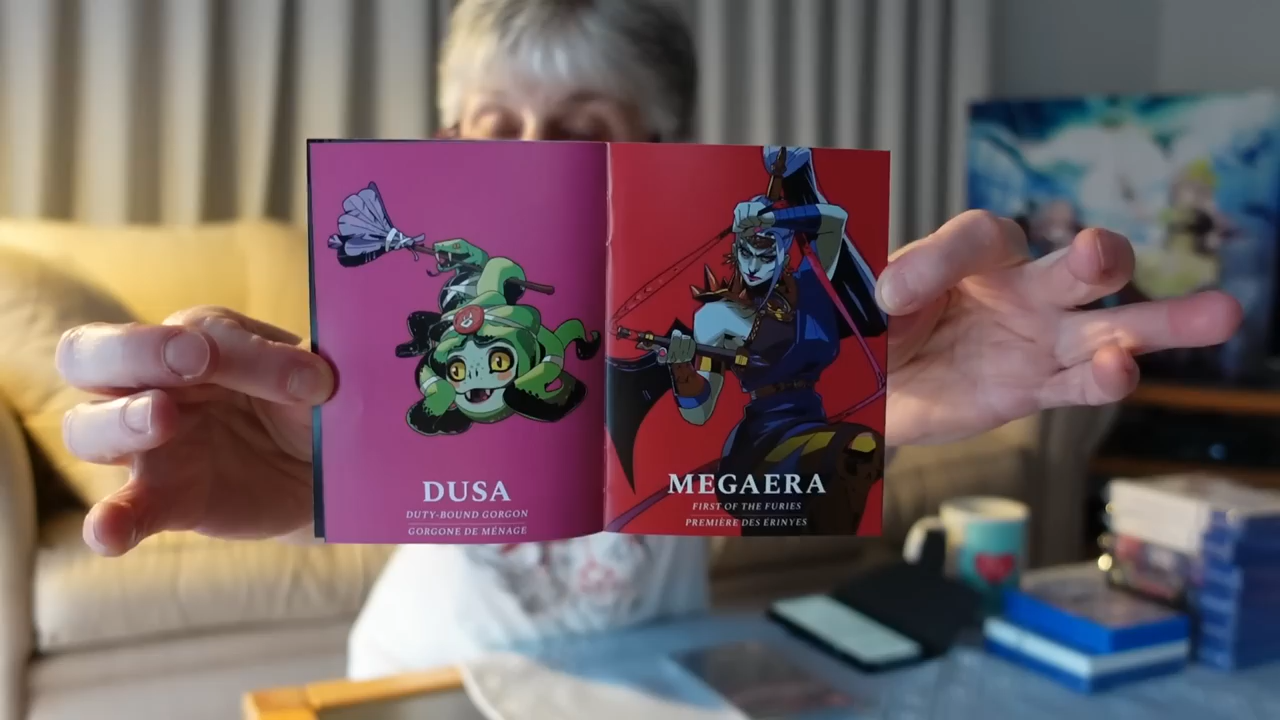 DUSA
DUTY-BOUND GORGON
GORGONE DE MÉNAGE
MEGAERA
FIRST OF THE FURIES
PREMIÈRE DES ÉRINYES